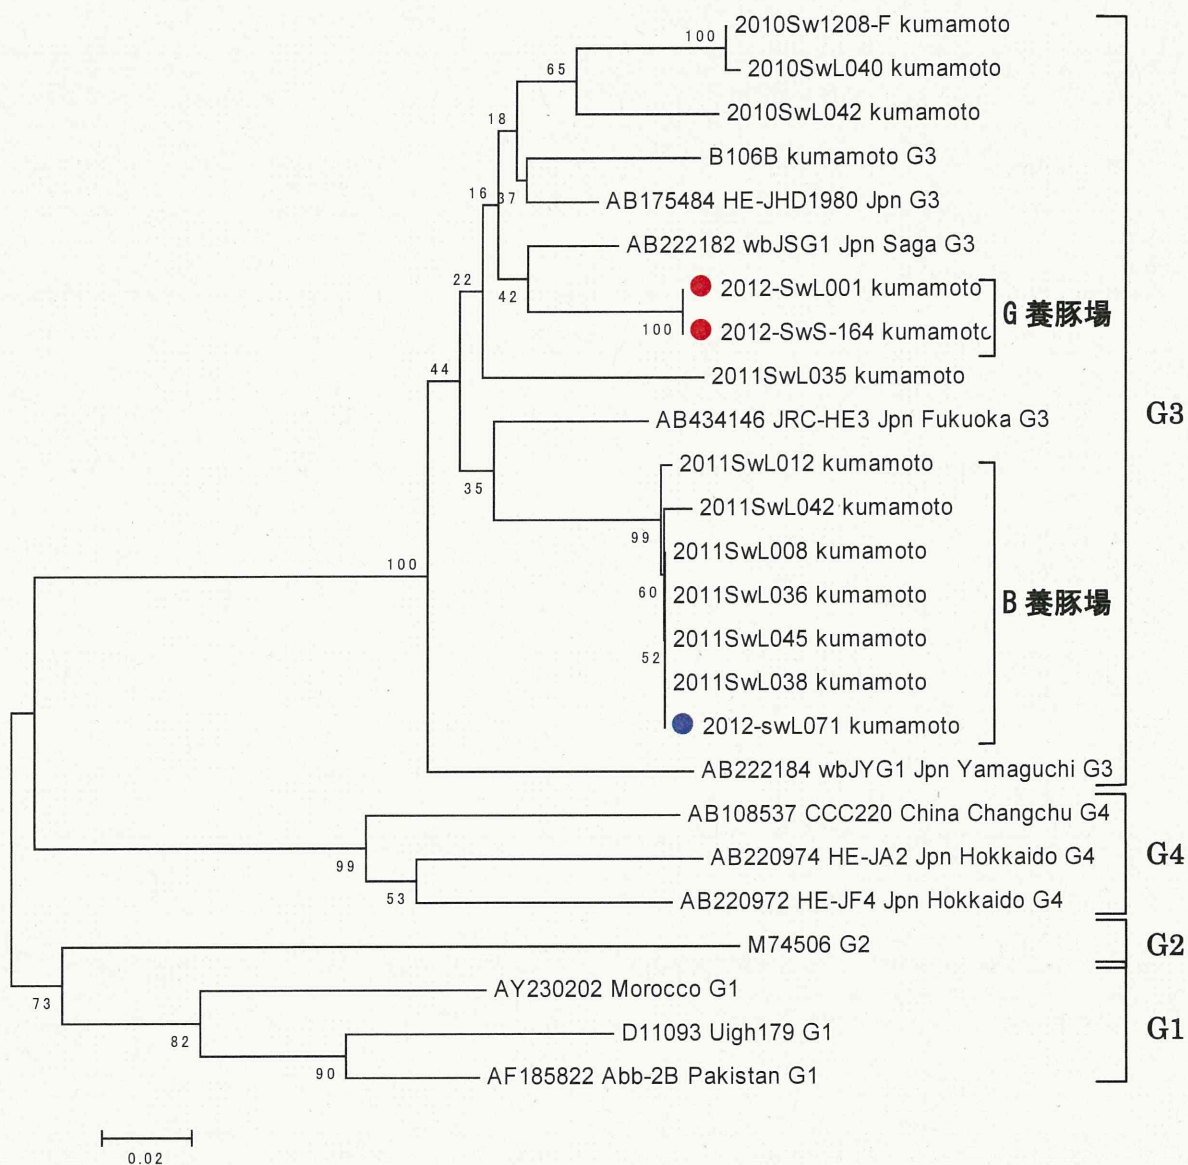 2010Sw1208-F kumamoto
100
2010SwL040 kumamoto
65
2010SwL042 kumamoto
18
B106B kumamoto G3
16 37
AB175484 HE-JHD1980 Jpn G3
AB222182 wbJSG1 Jpn Saga G3
22
42
2012-SwL001 kumamoto
G 養豚場
100
2012-SwS-164 kumamoto
44
2011SwL035 kumamoto
G3
AB434146 JRC-HE3 Jpn Fukuoka G3
35
2011SwL012 kumamoto
2011SwL042 kumamoto
99
2011SwL008 kumamoto
100
60
2011SwL036 kumamoto
B 養豚場
2011SwL045 kumamoto
52
2011SwL038 kumamoto
2012-swL071 kumamoto
AB222184 wbJYG1 Jpn Yamaguchi G3
AB108537 CCC220 China Changchu G4
99
AB220974 HE-JA2 Jpn Hokkaido G4
G4
53
AB220972 HE-JF4 Jpn Hokkaido G4
M74506 G2
G2
73
AY230202 Morocco G1
82
D11093 Uigh179 G1
G1
90
AF185822 Abb-2B Pakistan G1
0.02